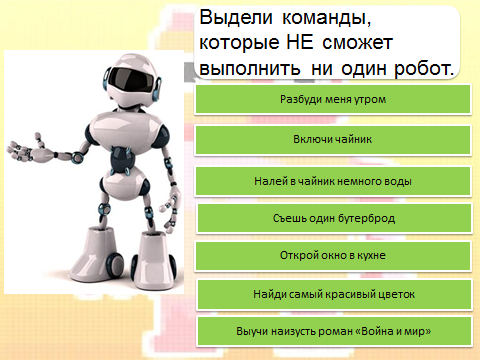 Выдели команды,
которые НЕ сможет
выполнить ни один робот.
Разбуди меня утром
Включи чайник
Налей в чайник немного воды
Съешь один бутерброд
Открой окно в кухне
Найди самый красивый цветок
Выучи наизусть роман «Война и мир»